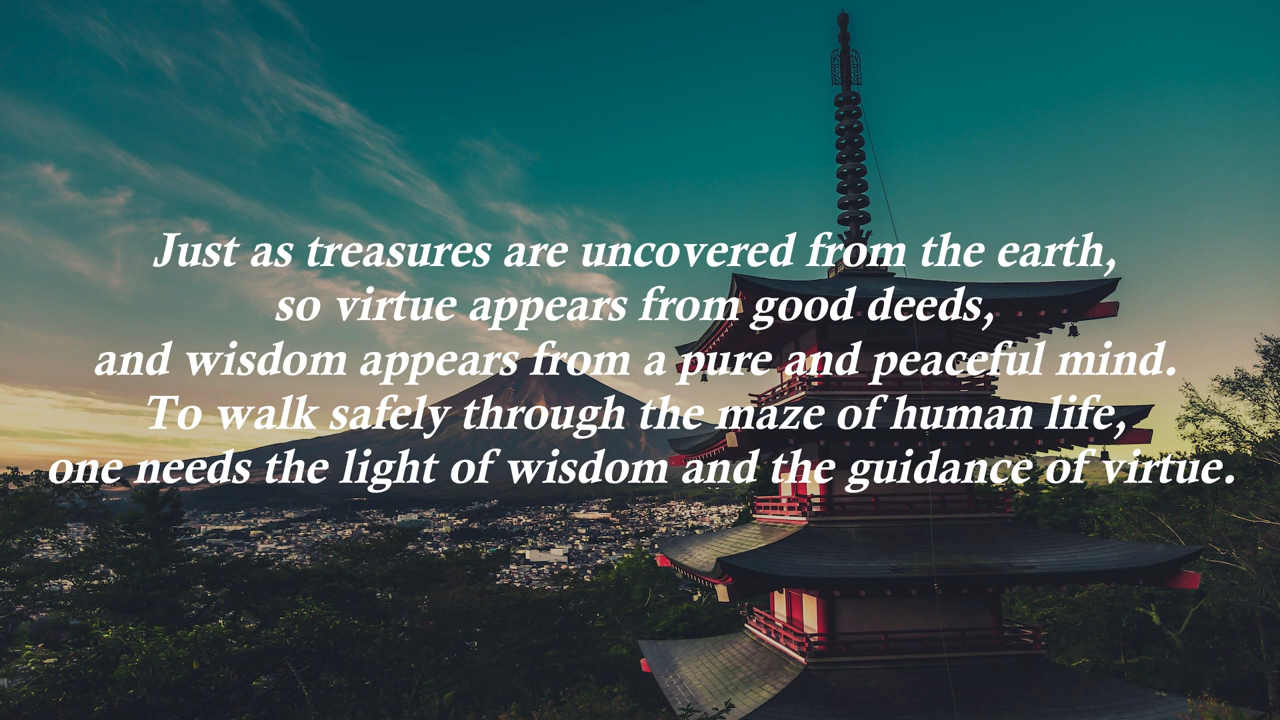 Just as treasures are uncovered from the earth,
so virtue appears from good deeds,
and wisdom appears from a pure and peaceful mind.
To walk safely through the maze of human life,
one needs the light of wisdom and the guidance of virtue.